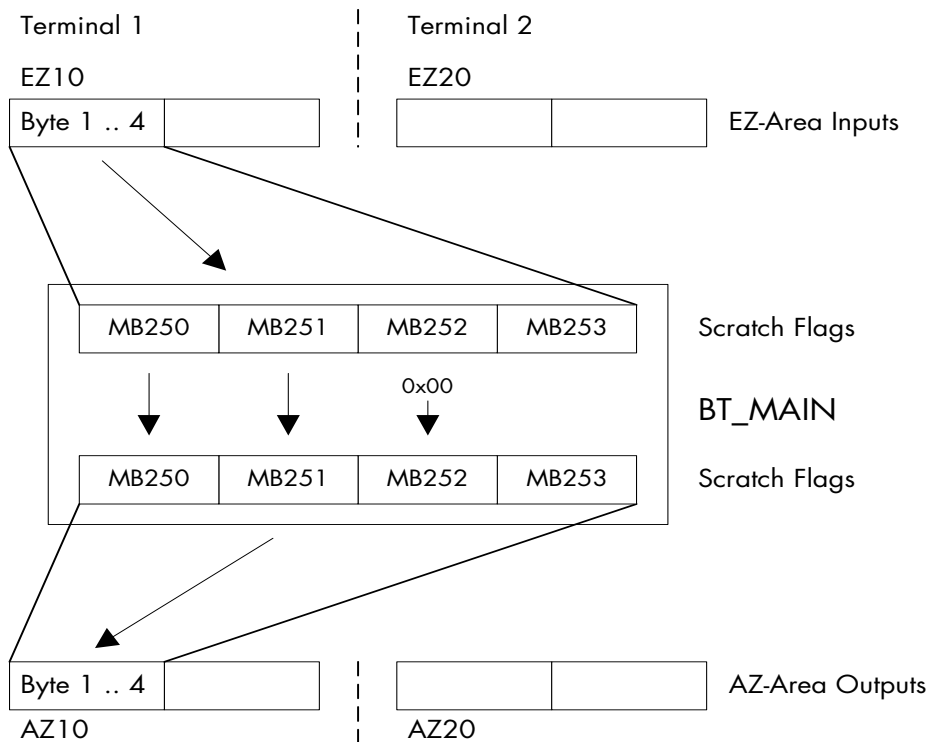 Terminal 1 Terminal 2
EZ10 EZ20
Byte 1 .. 4 EZ-Area Inputs
MB250 MB251 MB252 MB253 Scratch Flags
0x00
BT_MAIN
MB250 MB251 MB252 MB253 Scratch Flags
Byte 1 .. 4 AZ-Area Outputs
AZ10 AZ20